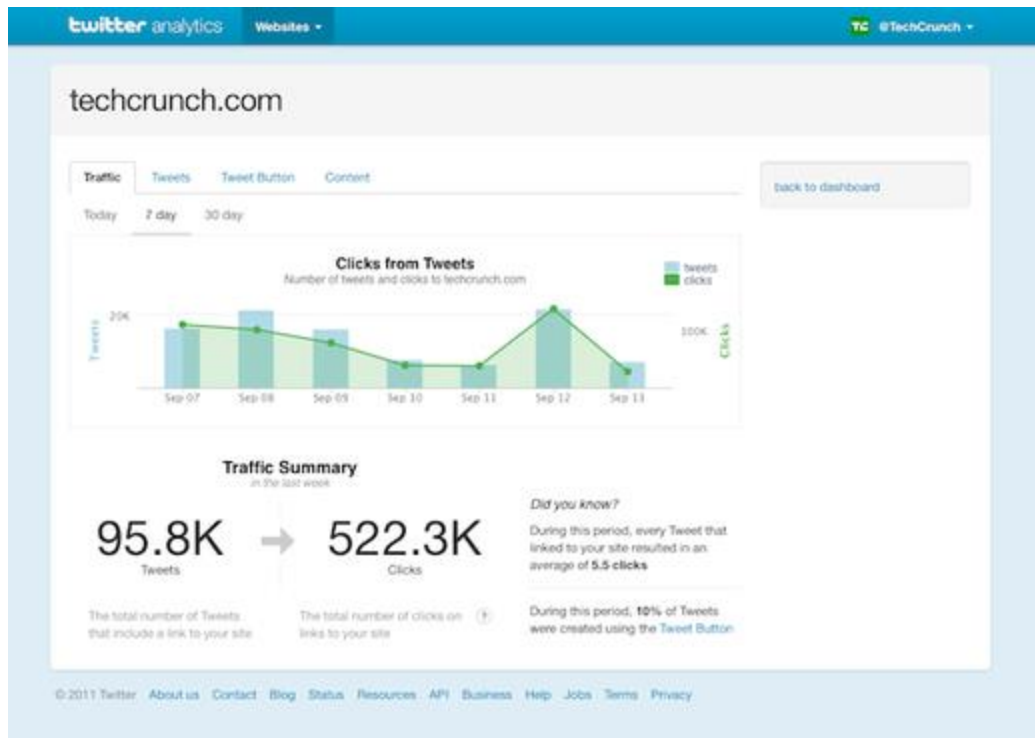 twitter analytics Websites
TC @TechCrunch
techcrunch.com
Traffic Tweets Tweet Button Content
back to dashboard
Today 7 day 30 day
Clicks from Tweets
Number of tweets and clicks to techcrunch.com
tweets
clicks
20K
100K
Tweets
Clicks
Sep 07 Sep 08 Sep 09 Sep 10 Sep 11 Sep 12 Sep 13
Traffic Summary
in the last week
95.8K
Tweets
522.3K
Clicks
The total number of Tweets
that include a link to your site
The total number of clicks on ?
links to your site
Did you know?
During this period, every Tweet that
linked to your site resulted in an
average of 5.5 clicks
During this period, 10% of Tweets
were created using the Tweet Button
© 2011 Twitter About us Contact Blog Status Resources API Business Help Jobs Terms Privacy